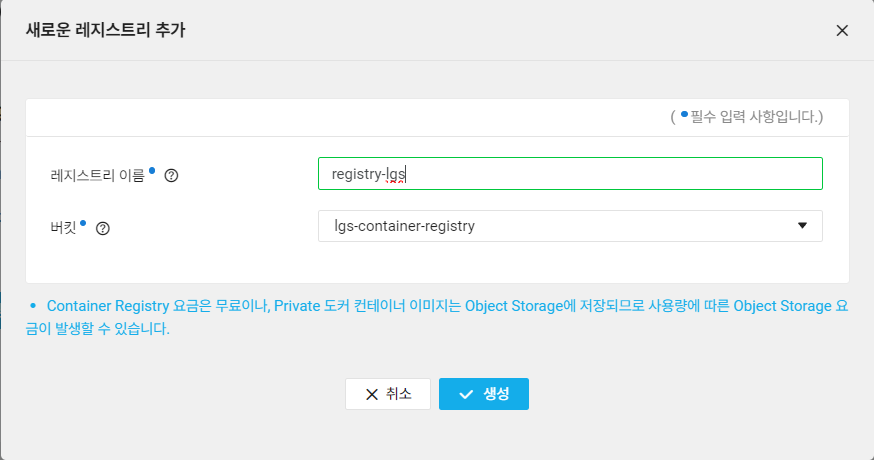 새로운 레지스트리 추가
( 필수 입력 사항입니다.)
레지스트리 이름
registry-lgs
버킷
lgs-container-registry
• Container Registry 요금은 무료이나, Private 도커 컨테이너 이미지는 Object Storage에 저장되므로 사용량에 따른 Object Storage 요
금이 발생할 수 있습니다.
취소
생성